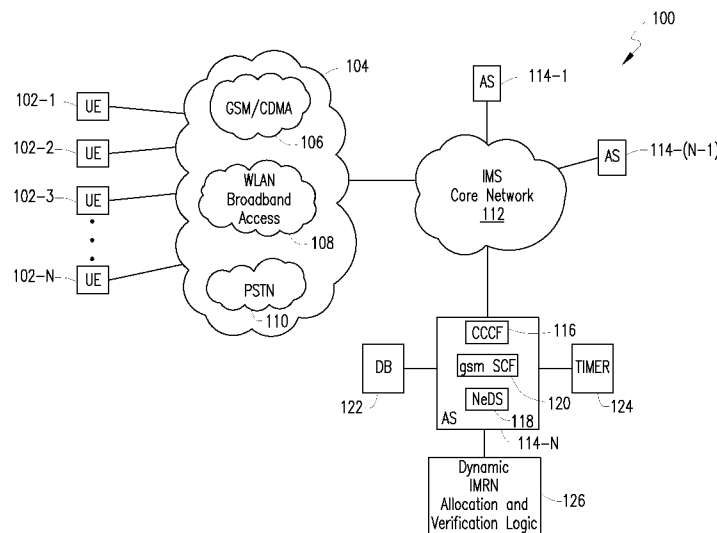 100
104
102-1
UE
GSM/CDMA
106
AS
114-1
102-2
UE
AS
114-(N-1)
102-3
UE
WLAN
Broadband
Access
108
IMS
Core Network
112
102-N
UE
PSTN
110
CCCF
116
DB
122
gsm SCF
120
TIMER
124
NeDS
118
AS
114-N
Dynamic
IMRN
Allocation and
Verification Logic
126